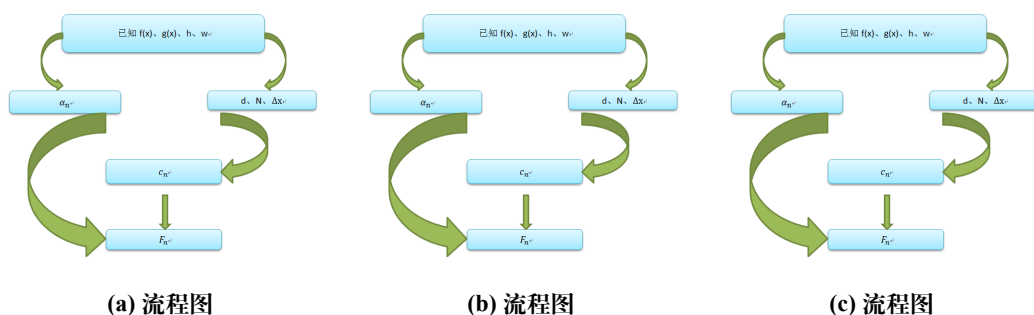 已知 f(x)、g(x)、h、w
αn
d、N、Δx
cn
Fn
(a) 流程图
已知 f(x)、g(x)、h、w
αn
d、N、Δx
cn
Fn
(b) 流程图
已知 f(x)、g(x)、h、w
αn
d、N、Δx
cn
Fn
(c) 流程图